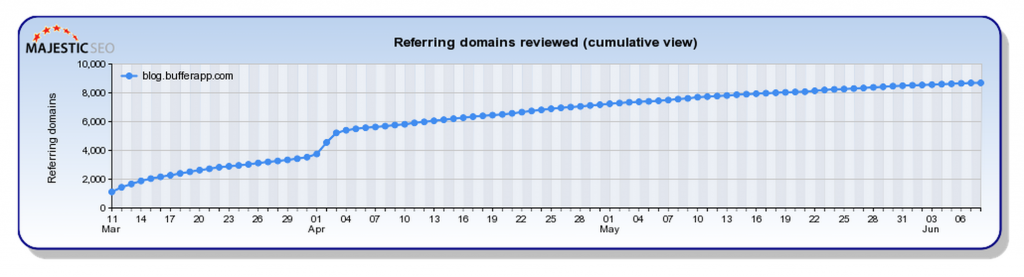 MAJESTICSEO
Referring domains reviewed (cumulative view)
blog.bufferapp.com
Referring domains
10,000
8,000
6,000
4,000
2,000
0
11 14 17 20 23 26 29 01 04 07 10 13 16 19 22 25 28 01 04 07 10 13 16 19 22 25 28 31 03 06
Mar Apr May Jun